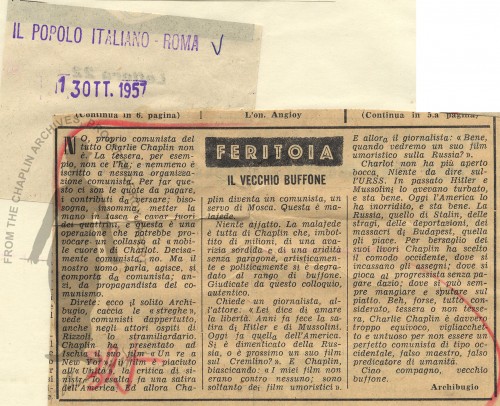 IL POPOLO ITALIANO - ROMA
1 3 OTT. 1957
FROM THE CHAPLIN ARCHIVES
(Continua in 6. pagina)
L'on. Angioy
(Continua in 5.a pagina)
FERITOIA
IL VECCHIO BUFFONE
NO, proprio comunista del
tutto Charlie Chaplin non
è. La tessera, per esem-
pio, non ce l'ha; e nemmeno è
iscritto a nessuna organizza-
zione comunista. Per far que-
sto ci son le quote da pagare,
i contributi da versare; biso-
gna, insomma, metter la
mano in tasca e cavar fuori
dei quattrini, e questa è una
operazione che potrebbe pro-
vocare un collasso al « nobi-
le cuore » di Charlot. Decisa-
mente comunista, no. Ma il
nostro uomo parla, agisce, si
comporta da comunista; an-
zi, da propagandista del co-
munismo.
Direte: ecco il solito Archi-
bugio, caccia le « streghe »,
vede comunisti dappertutto,
anche negli attori ospiti di
Rizzoli, lo stramiliardario.
Chaplin ha presentato ad
Ischia il film « Un re a
New York »; il film è piaciuto
all'« Unità », la critica di si-
nistra lo esalta fa una satira
dell'America. Ed allora Cha-
plin diventa un comunista, un
servo di Mosca. Questa è ma-
lafede.
Niente affatto. La malafede
è tutta di Chaplin che, imbot-
tito di milioni, di una ava-
rizia sordida e di una aridità
senza paragone, artisticamen-
te e politicamente si è degra-
dato al rango di buffone.
Giudicate da questo colloquio,
autentico.
Chiede un giornalista, al-
l'attore: « Lei dice di amare
la libertà. Anni fa fece la sa-
tira di Hitler e di Mussolini.
Oggi fa quella dell'America.
Si è dimenticato della Rus-
sia, o è prossimo un suo film
sul Cremlino? ». E Chaplin,
biascicando: « I miei film non
erano contro nessuno; sono
soltanto dei film umoristici ».
E allora il giornalista: « Bene,
quando vedremo un suo film
umoristico sulla Russia? ».
Charlot non ha più aperto
bocca. Niente da dire sul-
l'URSS. In passato Hitler e
Mussolini lo avevano turbato,
e sta bene. Oggi l'America lo
ha inorridito, e sta bene. La
Russia, quello di Stalin, delle
stragi, delle deportazioni, dei
massacri di Budapest, quella
gli piace. Per bersaglio dei
suoi livori Chaplin ha scelto
il comodo occidente, dove si
incassano gli assegni; dove si
gioca al progressista senza pa-
gare dazio; dove si può sem-
pre mangiare e sputare sul
piatto. Beh, forse, tutto con-
siderato, tessera o non tesse-
ra, Charlie Chaplin è davvero
troppo equivoco, vigliacchet-
to e untuoso per non essere un
perfetto comunista di tipo oc-
cidentale, falso maestro, falso
predicatore di umanità.
Ciao compagno, vecchio
buffone.
Archibugio